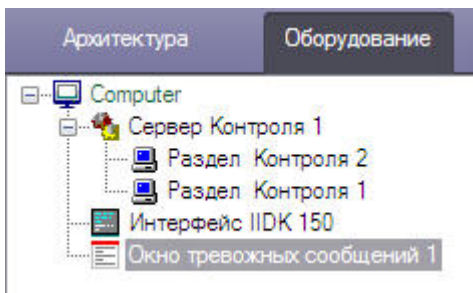 Архитектура Оборудование
Computer
Сервер Контроля 1
Раздел Контроля 2
Раздел Контроля 1
Интерфейс IIDK 150
Окно тревожных сообщений 1